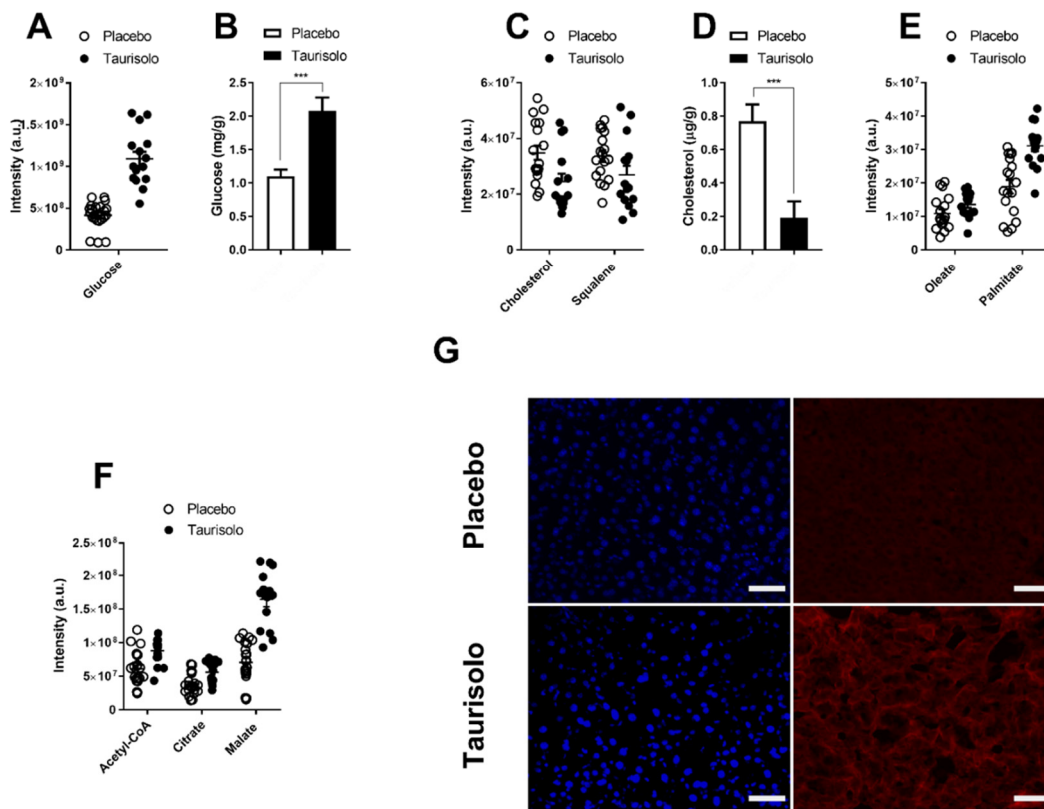 A
Placebo
Taurisolo
Intensity (a.u.)
2×10⁹
1.5×10⁹
1×10⁹
5×10⁸
0
Glucose
B
Placebo
Taurisolo
***
Glucose (mg/g)
2.5
2.0
1.5
1.0
0.5
0.0
C
Placebo
Taurisolo
Intensity (a.u.)
6×10⁷
4×10⁷
2×10⁷
0
Cholesterol
Squalene
D
Placebo
Taurisolo
***
Cholesterol (µg/g)
1.0
0.8
0.6
0.4
0.2
0.0
E
Placebo
Taurisolo
Intensity (a.u.)
5×10⁷
4×10⁷
3×10⁷
2×10⁷
1×10⁷
0
Oleate
Palmitate
F
Placebo
Taurisolo
Intensity (a.u.)
2.5×10⁸
2×10⁸
1.5×10⁸
1×10⁸
5×10⁷
0
Acetyl-CoA
Citrate
Malate
G
Placebo
Taurisolo